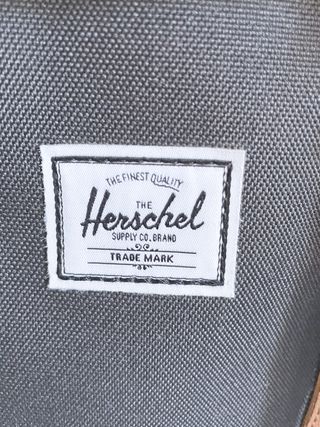 THE FINEST QUALITY
THE
Herschel
SUPPLY CO. BRAND
TRADE MARK